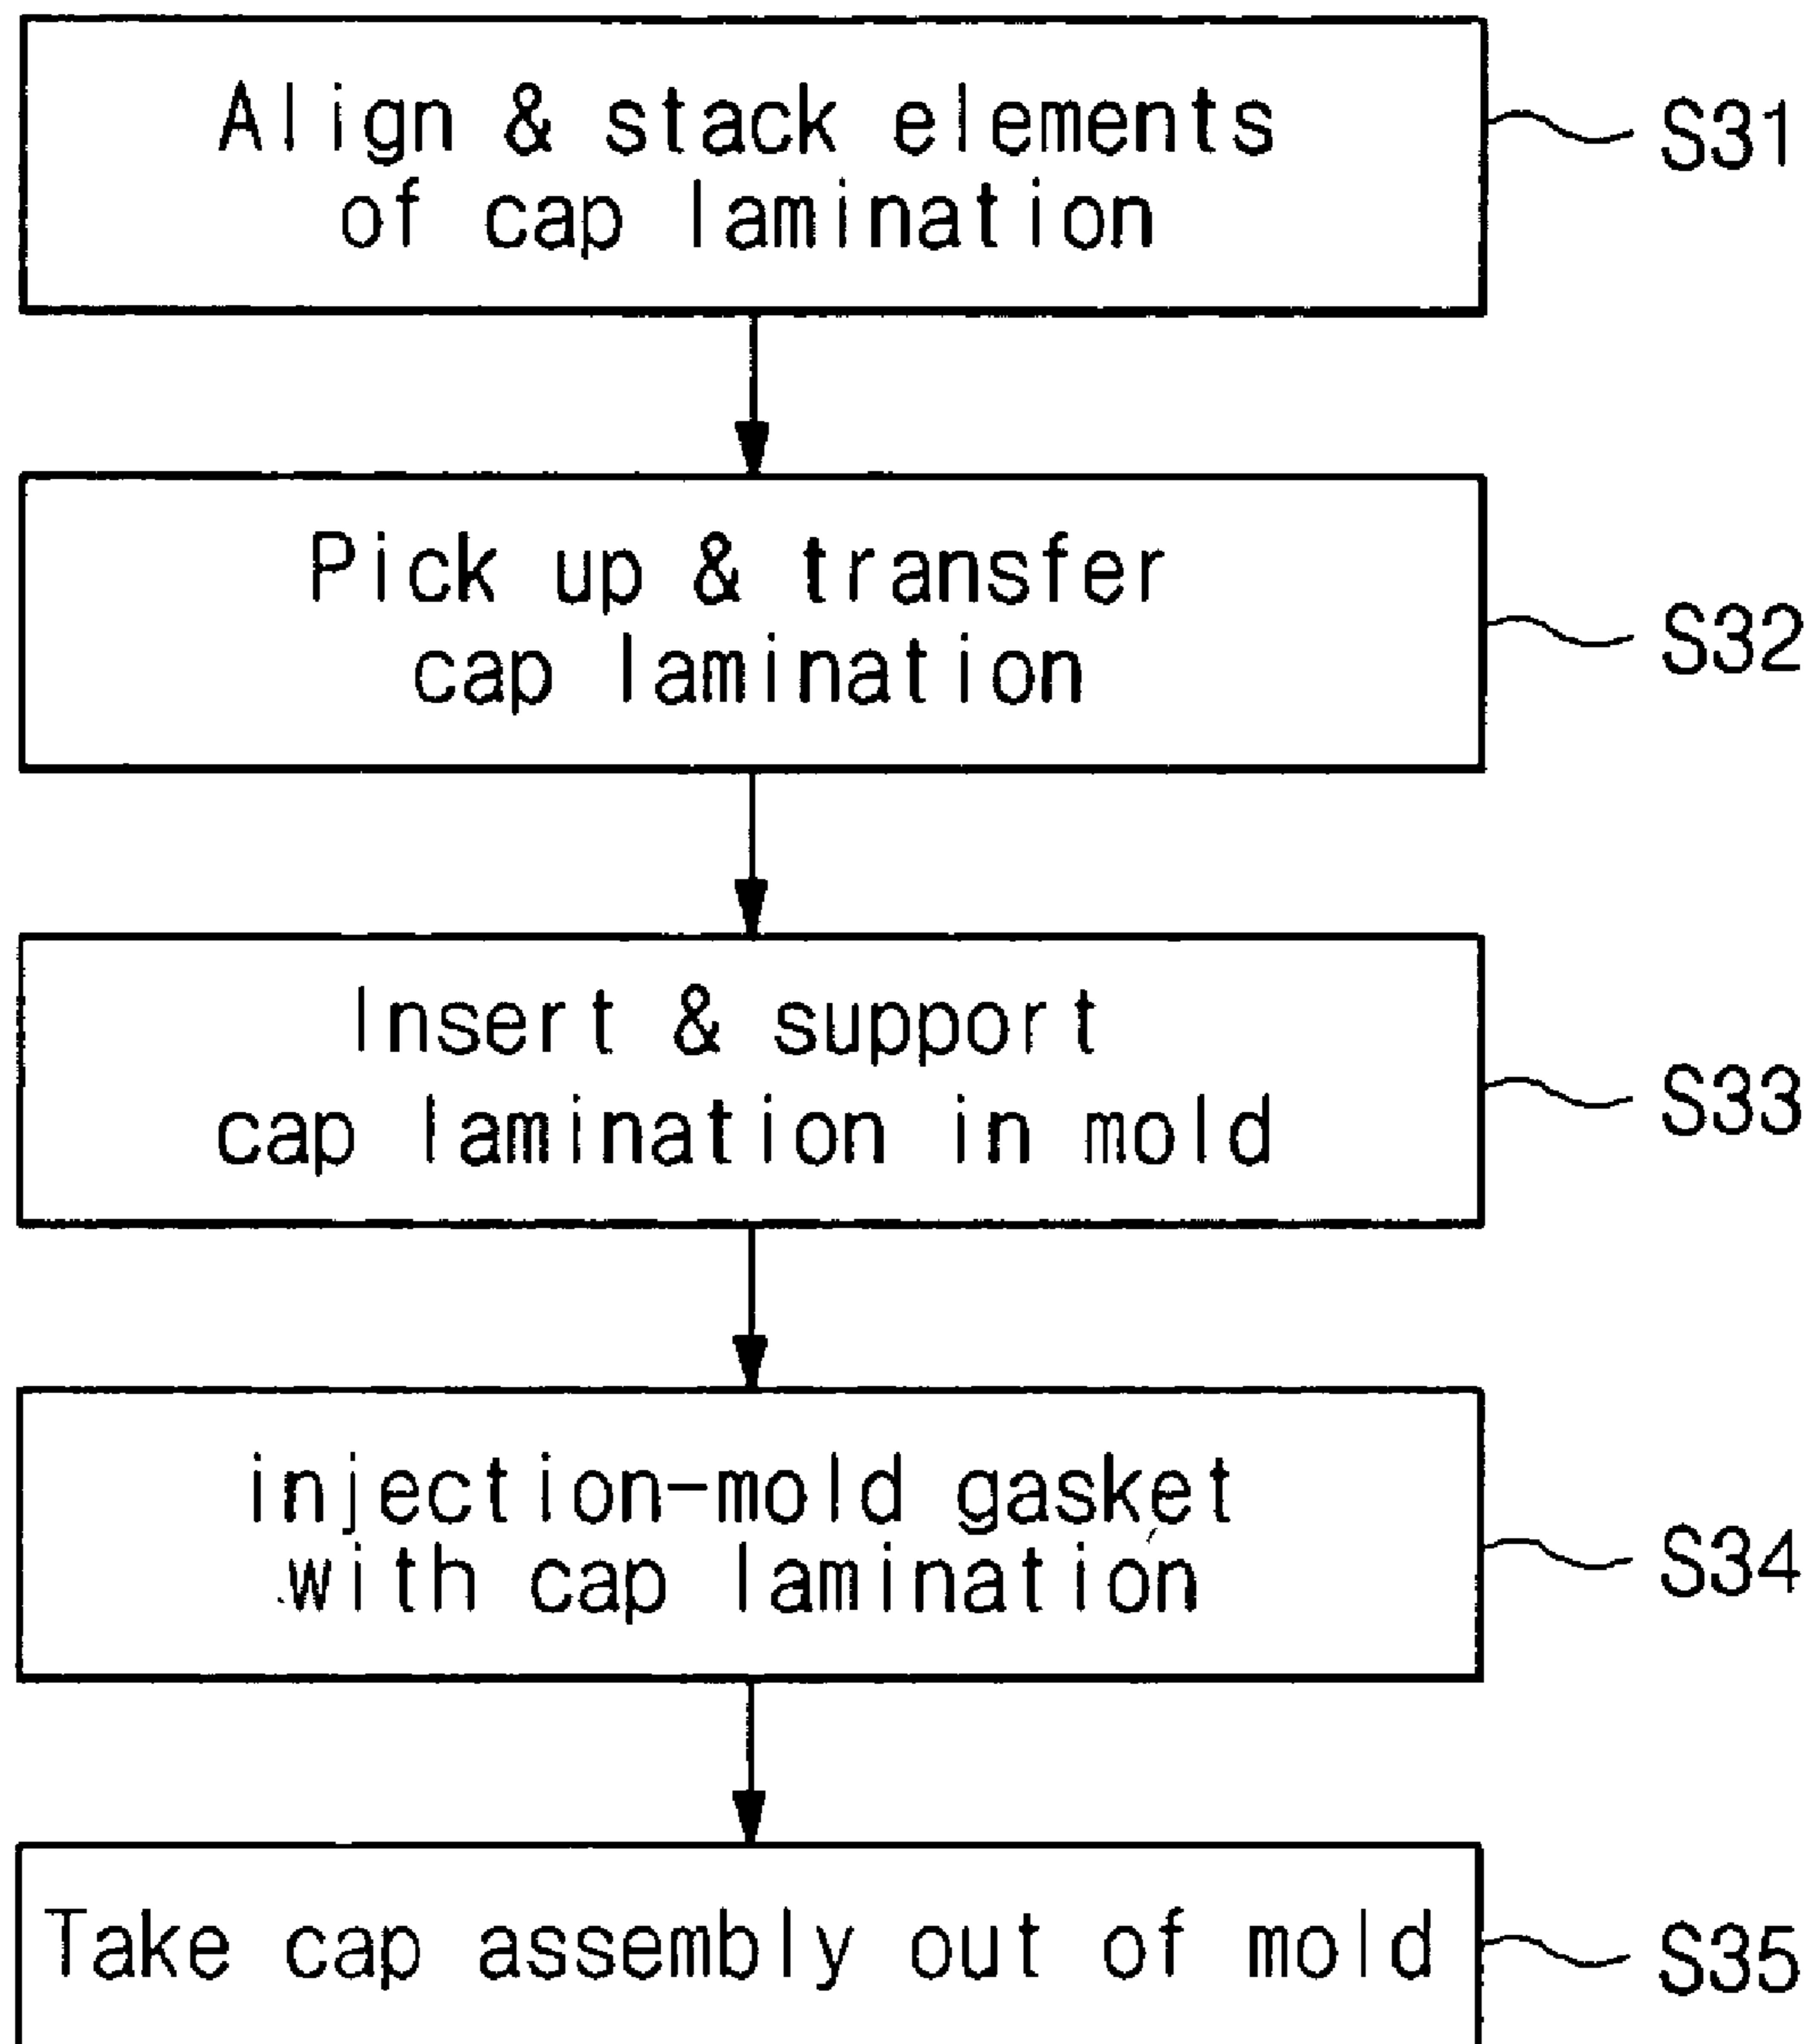 Align & stack elements
of cap lamination
S31
Pick up & transfer
cap lamination
S32
Insert & support
cap lamination in mold
S33
injection-mold gasket
with cap lamination
S34
Take cap assembly out of mold
S35